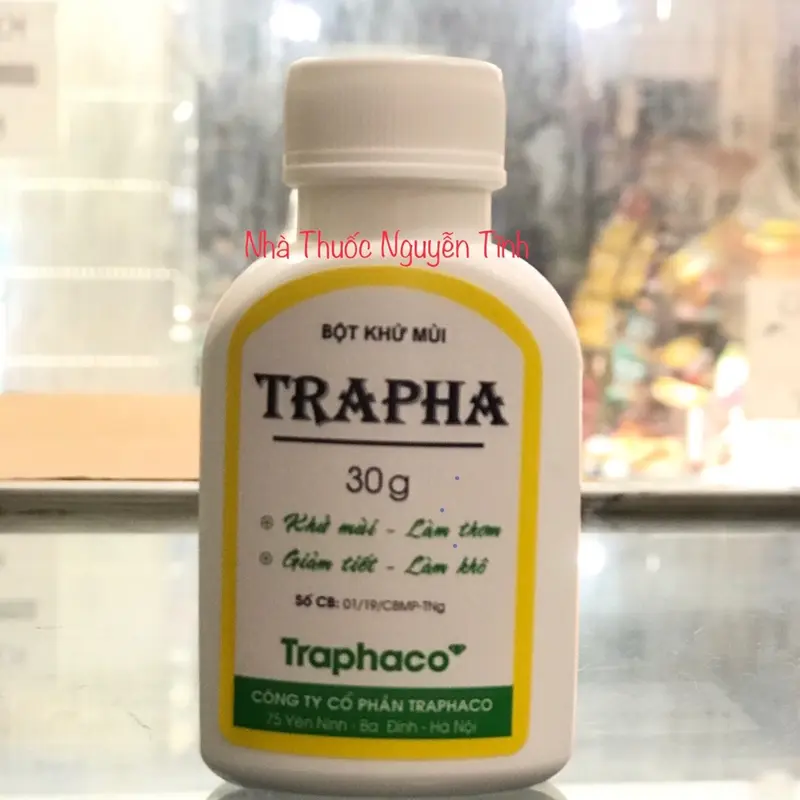 Nhà Thuốc Nguyễn Tình
BỘT KHỬ MÙI
TRAPHA
30g
Khử mùi - Làm thơm
Giảm tiết - Làm khô
Số CB: 01/19/CBMP-TNg
Traphaco
CÔNG TY CỔ PHẦN TRAPHACO
75 Yên Ninh - Ba Đình - Hà Nội